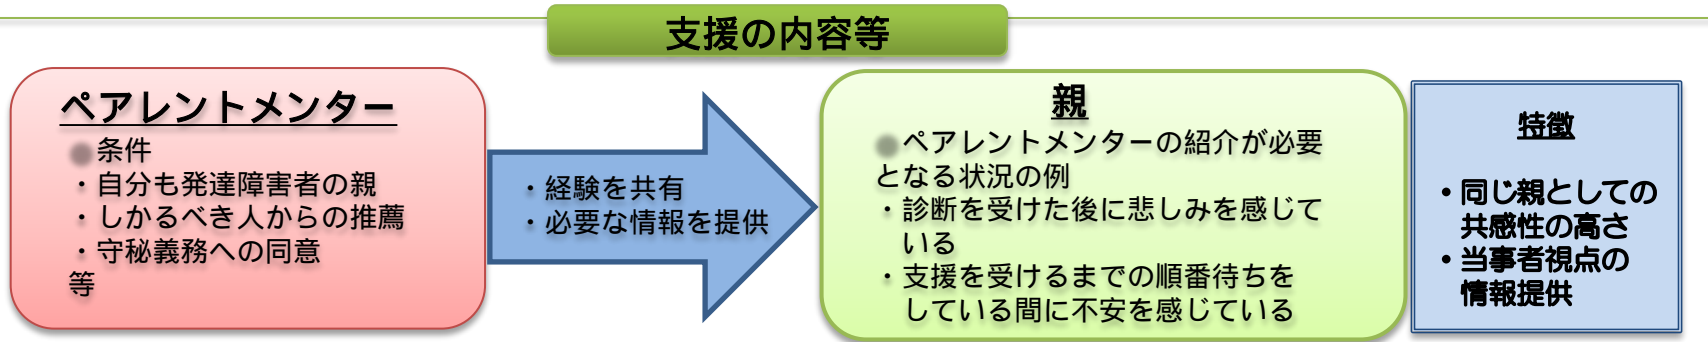 支援の内容等
ペアレントメンター
●条件
・自分も発達障害者の親
・しかるべき人からの推薦
・守秘義務への同意
等
・経験を共有
・必要な情報を提供
親
●ペアレントメンターの紹介が必要
となる状況の例
・診断を受けた後に悲しみを感じて
いる
・支援を受けるまでの順番待ちを
している間に不安を感じている
特徴
・同じ親としての
共感性の高さ
・当事者視点の
情報提供